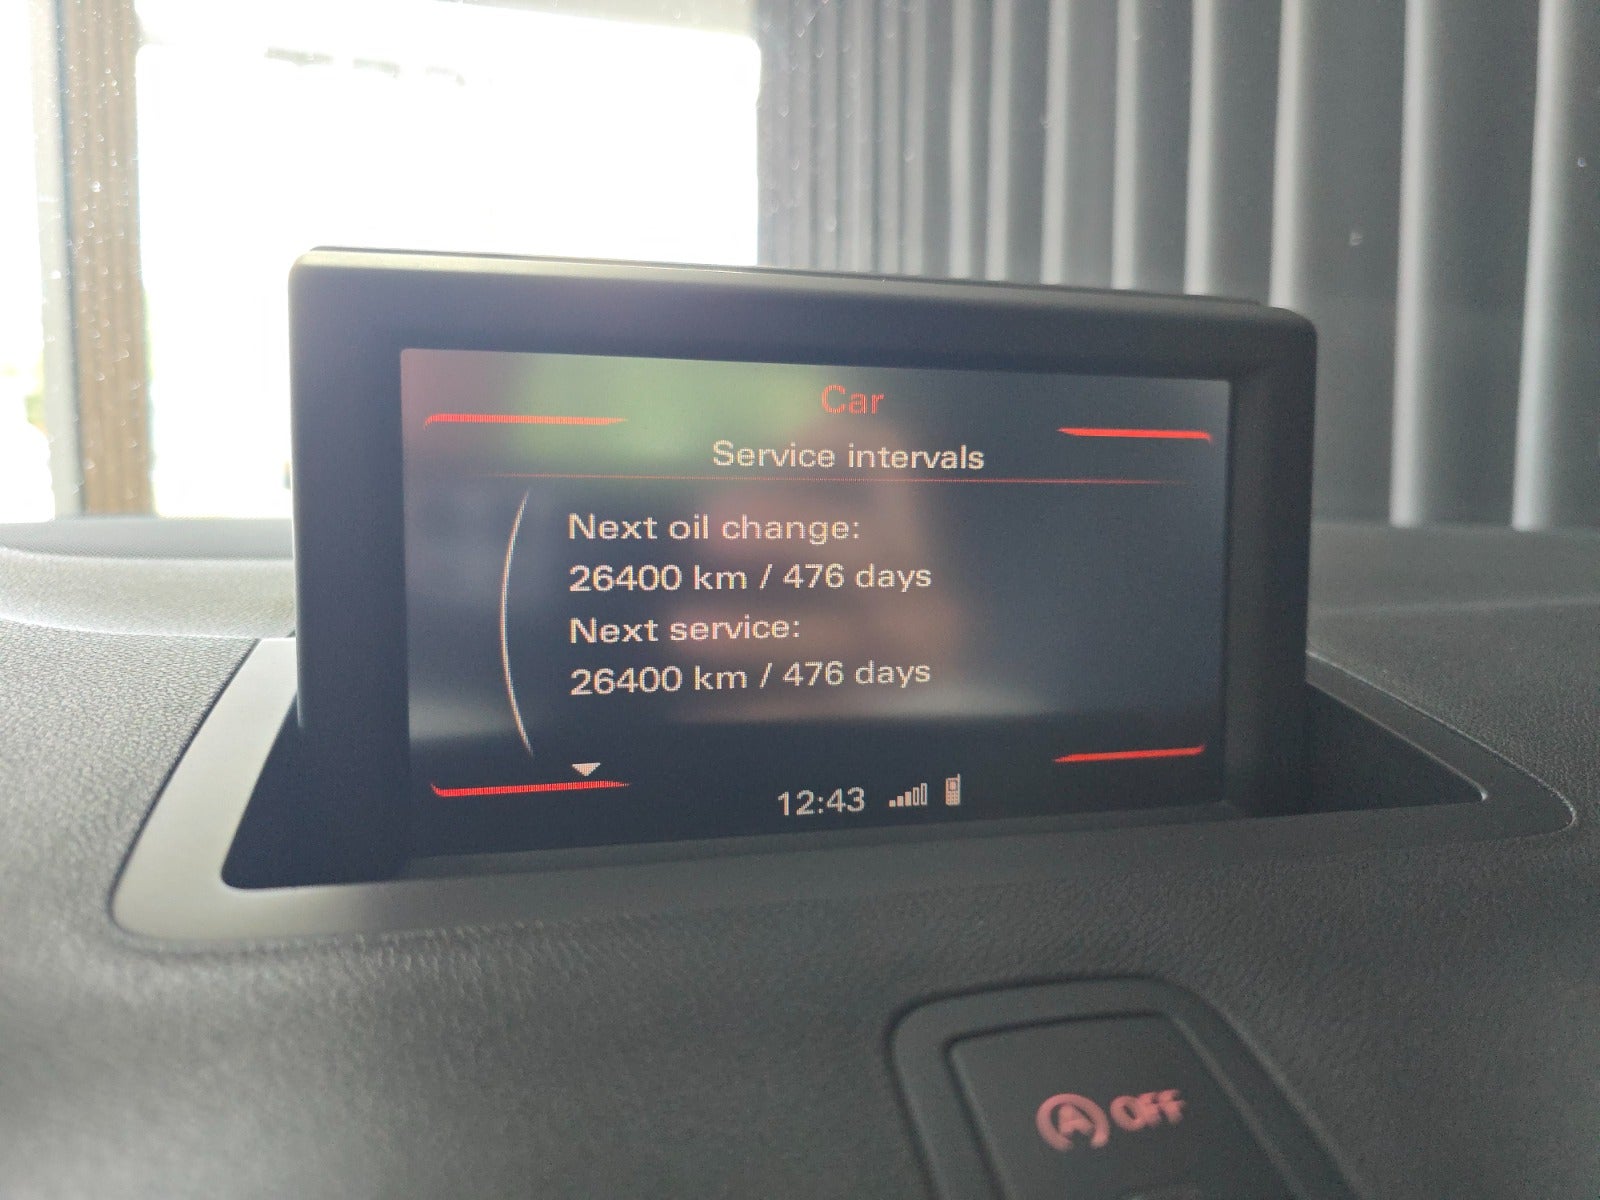 Car
Service intervals
Next oil change:
26400 km / 476 days
Next service:
26400 km / 476 days
12:43
A OFF